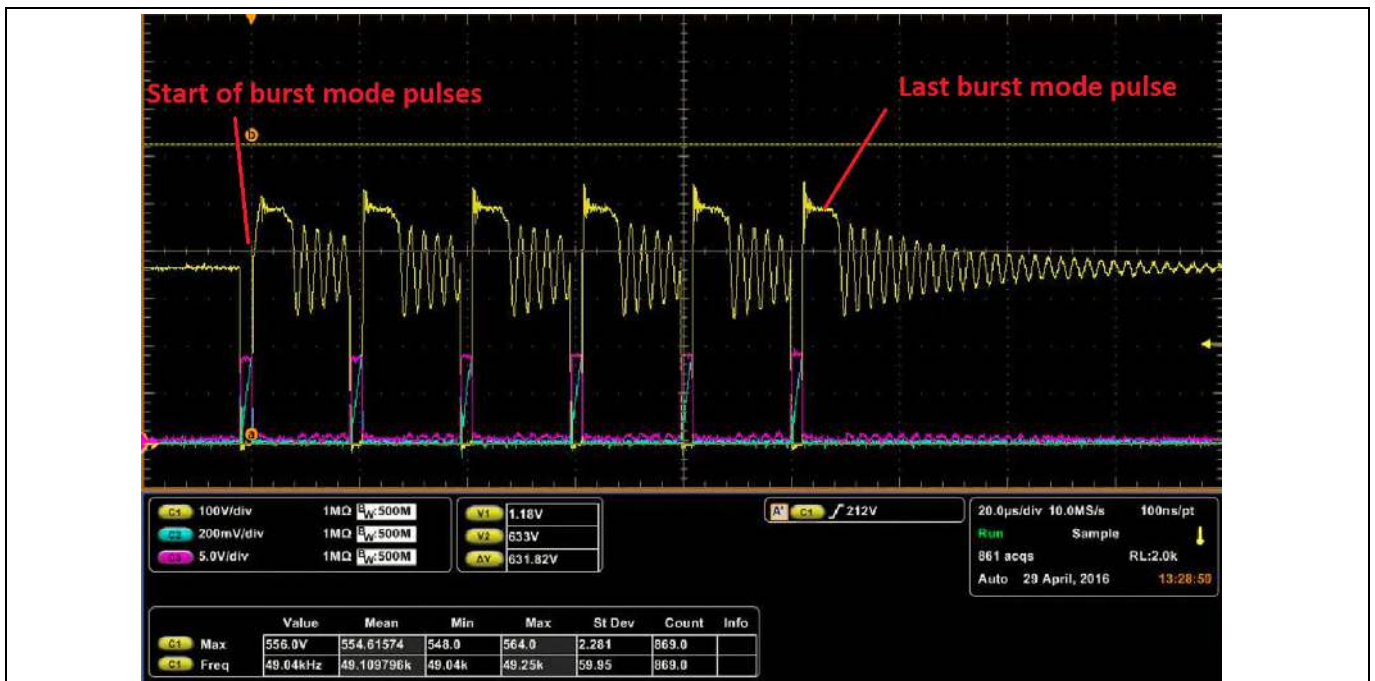 Start of burst mode pulses
Last burst mode pulse
b
a
C1 100V/div 1MΩ BW:500M
C2 200mV/div 1MΩ BW:500M
C3 5.0V/div 1MΩ BW:500M
V1 1.18V
V2 633V
ΔV 631.82V
A' C1 212V
20.0µs/div 10.0MS/s 100ns/pt
Run Sample
861 acqs RL:2.0k
Auto 29 April, 2016 13:28:50
Value Mean Min Max St Dev Count Info
C1 Max 556.0V 554.61574 548.0 564.0 2.281 869.0
C1 Freq 49.04kHz 49.109796k 49.04k 49.25k 59.95 869.0